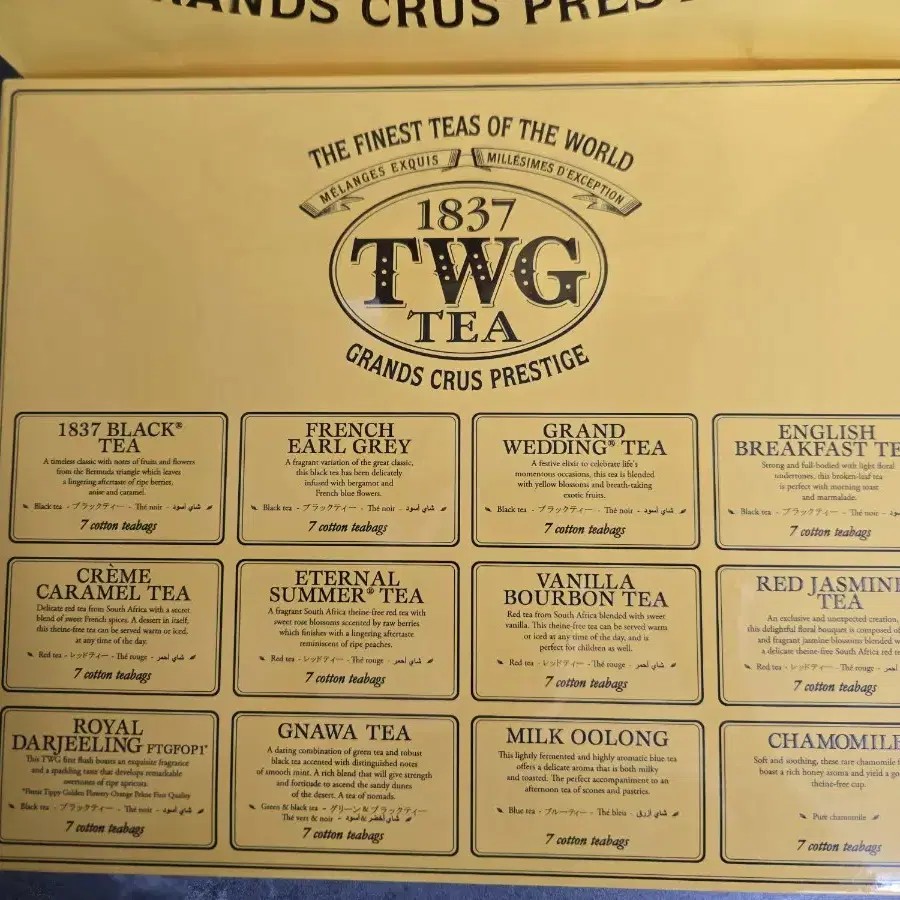 GRANDS CRUS
THE FINEST TEAS OF THE WORLD
MÉLANGES EXQUIS MILLÉSIMES D'EXCEPTION
1837
TWG
TEA
GRANDS CRUS PRESTIGE
1837 BLACK®
TEA
A timeless classic with notes of fruits and flowers
from the Bermuda triangle which leaves
a lingering aftertaste of ripe berries,
anise and caramel.
Black tea - ブラックティー - Thé noir - شاي أسود
7 cotton teabags
FRENCH
EARL GREY
A fragrant variation of the great classic,
this black tea has been delicately
infused with bergamot and
French blue flowers.
Black tea - ブラックティー - Thé noir - شاي أسود
7 cotton teabags
GRAND
WEDDING® TEA
A festive elixir to celebrate life's
momentous occasions, this tea is blended
with yellow blossoms and breath-taking
exotic fruits.
Black tea - ブラックティー - Thé noir - شاي أسود
7 cotton teabags
ENGLISH
BREAKFAST TE
Strong and full-bodied with light floral
undertones, this broken-leaf tea
is perfect with morning toast
and marmalade.
Black tea - ブラックティー - Thé noir -
7 cotton teabags
CRÈME
CARAMEL TEA
Delicate red tea from South Africa with a secret
blend of sweet French spices. A dessert in itself,
this theine-free tea can be served warm or iced,
at any time of the day.
Red tea - レッドティー - Thé rouge - شاي أحمر
7 cotton teabags
ETERNAL
SUMMER® TEA
A fragrant South Africa theine-free red tea with
sweet rose blossoms accented by raw berries
which finishes with a lingering aftertaste
reminiscent of ripe peaches.
Red tea - レッドティー - Thé rouge - شاي أحمر
7 cotton teabags
VANILLA
BOURBON TEA
Red tea from South Africa blended with sweet
vanilla. This theine-free tea can be served warm
or iced at any time of the day, and is
perfect for children as well.
Red tea - レッドティー - Thé rouge - شاي أحمر
7 cotton teabags
RED JASMINE
TEA
An exclusive and unexpected creation,
this delightful floral bouquet is composed o
and fragrant jasmine blossoms blended w
a delicate theine-free South Africa red te
Red tea - レッドティー - Thé rouge -
7 cotton teabags
ROYAL
DARJEELING FTGFOP1*
This TWG first flush boasts an exquisite fragrance
and a sparkling taste that develops remarkable
overtones of ripe apricots.
*Finest Tippy Golden Flowery Orange Pekoe First Quality
Black tea - ブラックティー - Thé noir - شاي أسود
7 cotton teabags
GNAWA TEA
A daring combination of green tea and robust
black tea accented with distinguished notes
of smooth mint. A rich blend that will give strength
and fortitude to ascend the sandy dunes
of the desert. A tea of nomads.
Green & black tea - グリーン & ブラックティー
Thé vert & noir - شاي أخضر & أسود
7 cotton teabags
MILK OOLONG
This lightly fermented and highly aromatic blue tea
offers a delicate aroma that is both milky
and toasted. The perfect accompaniment to an
afternoon tea of scones and pastries.
Blue tea - ブルーティー - Thé bleu - شاي أزرق
7 cotton teabags
CHAMOMILE
Soft and soothing, these rare chamomile f
boast a rich honey aroma and yield a go
theine-free cup.
Pure chamomile
7 cotton teabags